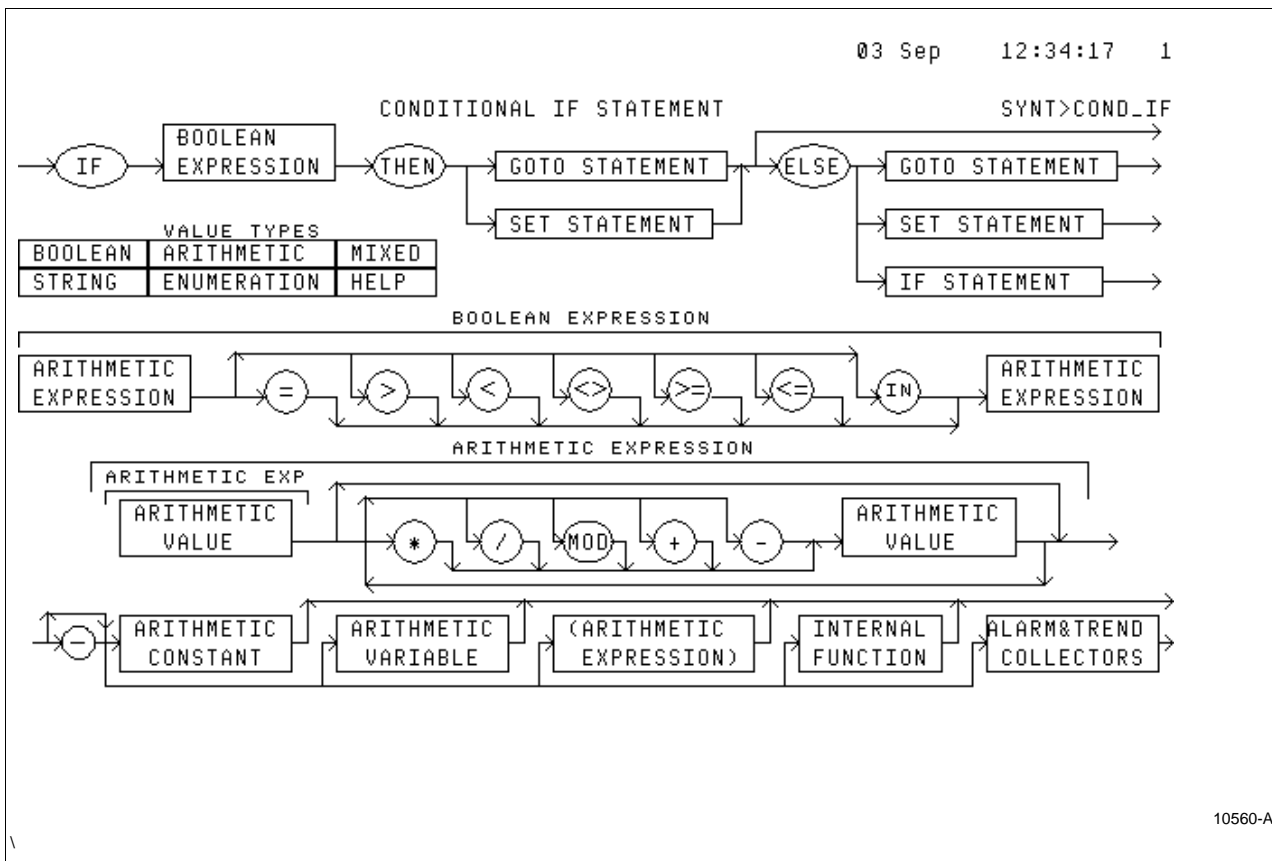 03 Sep 12:34:17 1
CONDITIONAL IF STATEMENT SYNT>COND_IF
IF
BOOLEAN
EXPRESSION
THEN
GOTO STATEMENT
SET STATEMENT
ELSE
GOTO STATEMENT
SET STATEMENT
IF STATEMENT
VALUE TYPES
BOOLEAN ARITHMETIC MIXED
STRING ENUMERATION HELP
BOOLEAN EXPRESSION
ARITHMETIC
EXPRESSION
= > < <> >= <= IN
ARITHMETIC
EXPRESSION
ARITHMETIC EXPRESSION
ARITHMETIC EXP
ARITHMETIC
VALUE
* / MOD + -
ARITHMETIC
VALUE
-
ARITHMETIC
CONSTANT
ARITHMETIC
VARIABLE
(ARITHMETIC
EXPRESSION)
INTERNAL
FUNCTION
ALARM&TREND
COLLECTORS
10560-A
\